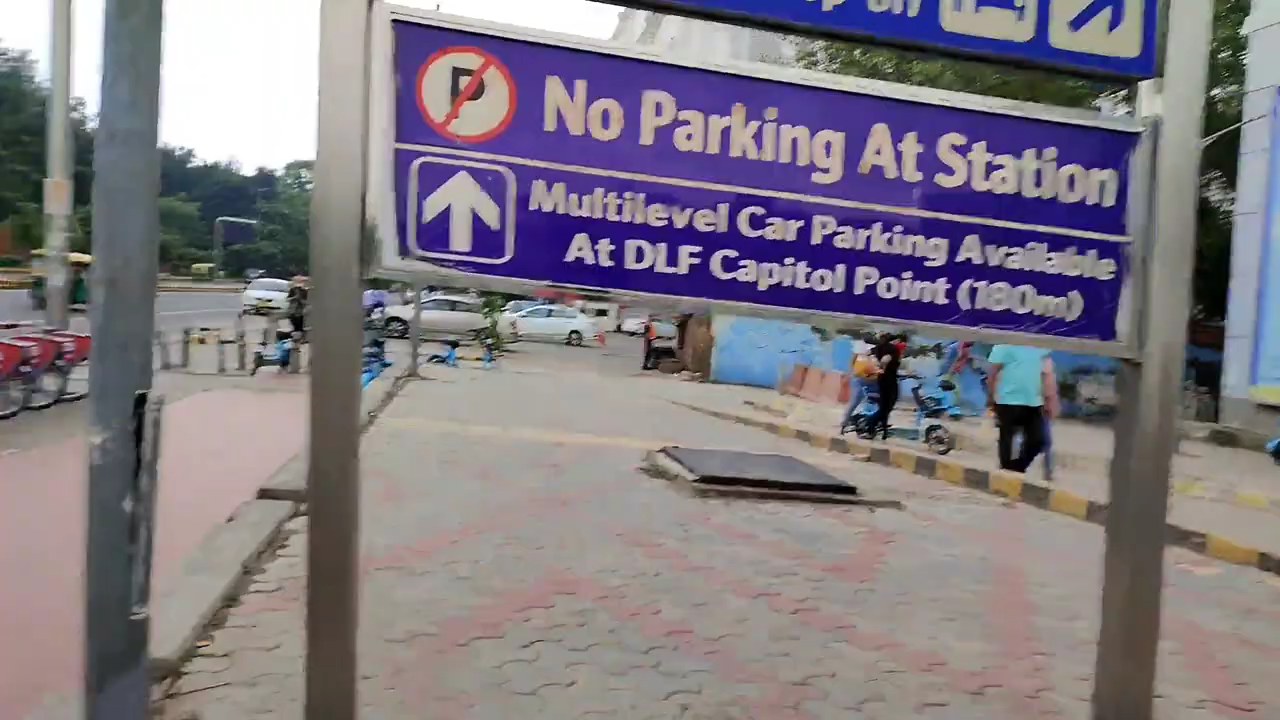 P
No Parking At Station
Multilevel Car Parking Available
At DLF Capitol Point (180m)